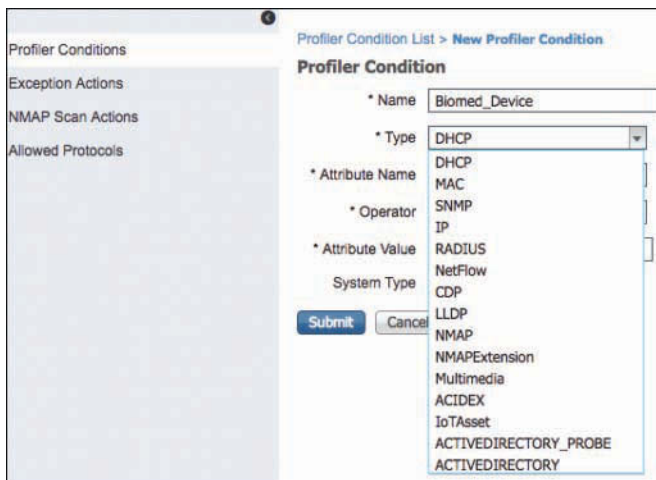 Profiler Conditions
Exception Actions
NMAP Scan Actions
Allowed Protocols
Profiler Condition List > New Profiler Condition
Profiler Condition
* Name Biomed_Device
* Type DHCP
DHCP
MAC
* Attribute Name
SNMP
* Operator
IP
RADIUS
* Attribute Value
NetFlow
System Type
CDP
LLDP
Submit Cancel
NMAP
NMAPExtension
Multimedia
ACIDEX
IoTAsset
ACTIVEDIRECTORY_PROBE
ACTIVEDIRECTORY